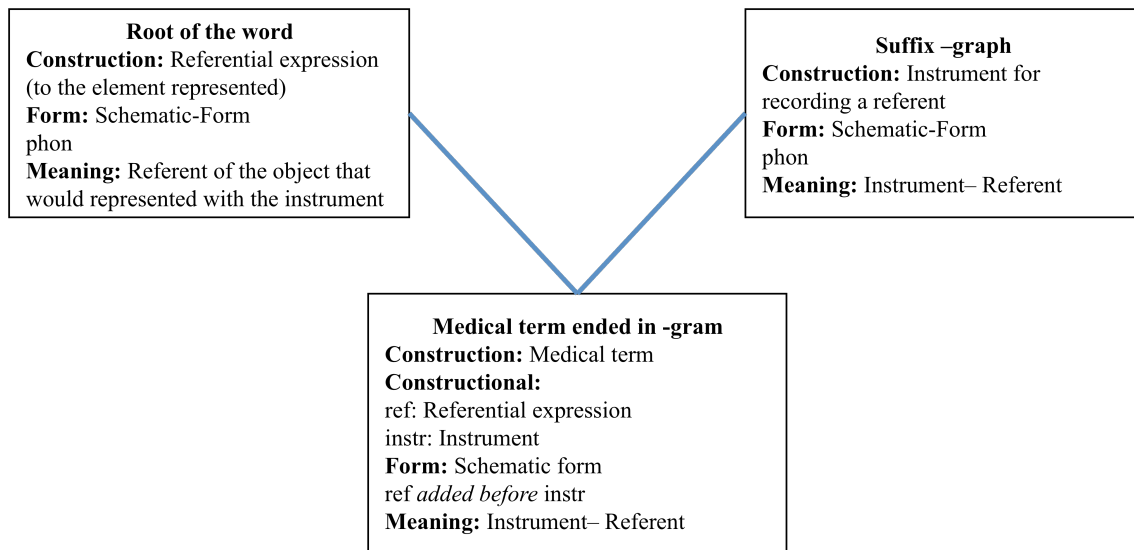 Root of the word
Construction: Referential expression
(to the element represented)
Form: Schematic-Form
phon
Meaning: Referent of the object that
would represented with the instrument
Suffix –graph
Construction: Instrument for
recording a referent
Form: Schematic-Form
phon
Meaning: Instrument– Referent
Medical term ended in -gram
Construction: Medical term
Constructional:
ref: Referential expression
instr: Instrument
Form: Schematic form
ref added before instr
Meaning: Instrument– Referent